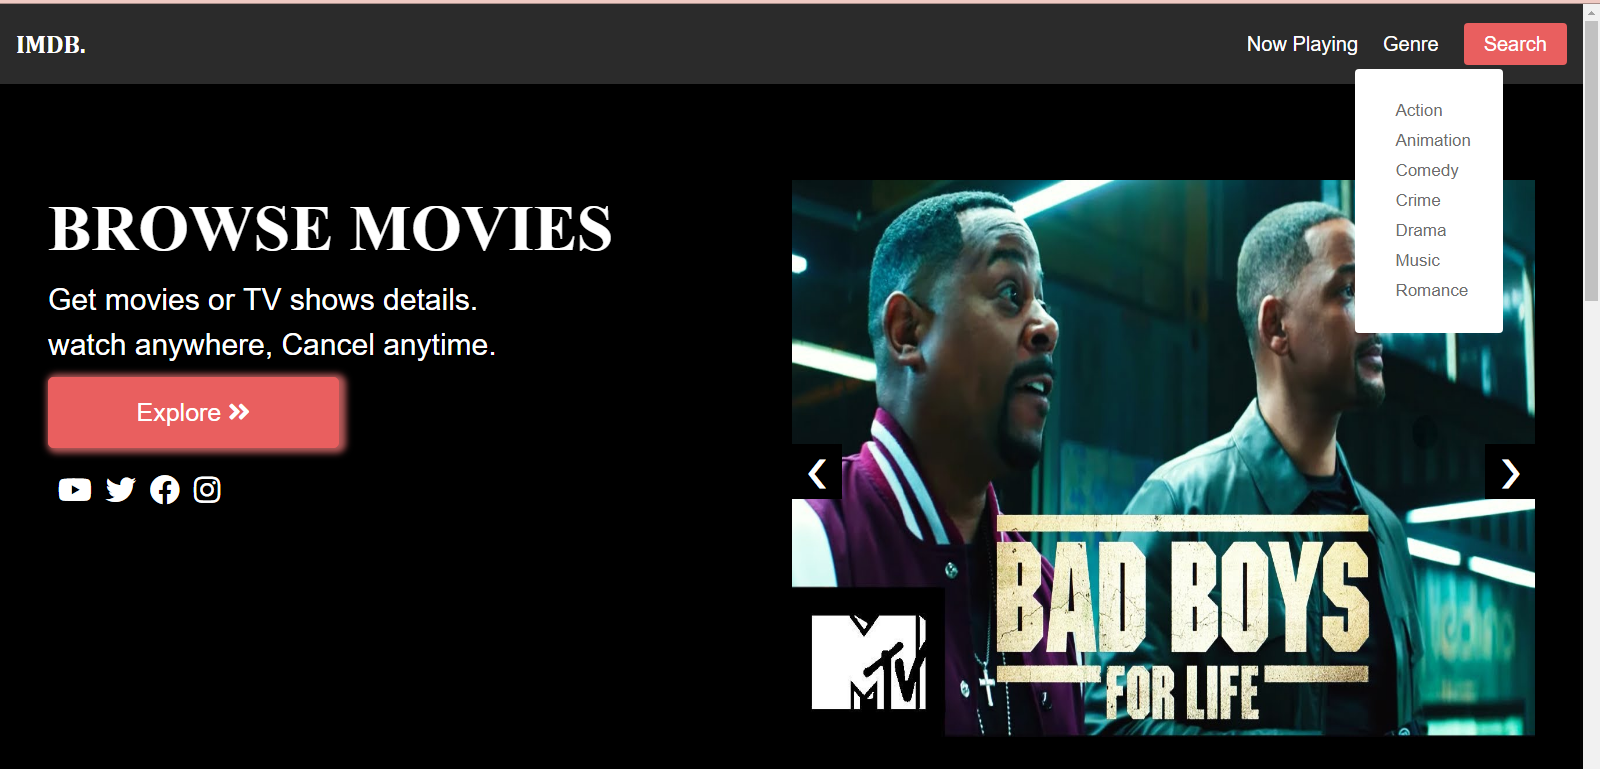 IMDB.
Now Playing Genre Search
Action
Animation
Comedy
Crime
Drama
Music
Romance
BROWSE MOVIES
Get movies or TV shows details.
watch anywhere, Cancel anytime.
Explore
BAD BOYS
FOR LIFE
MTV